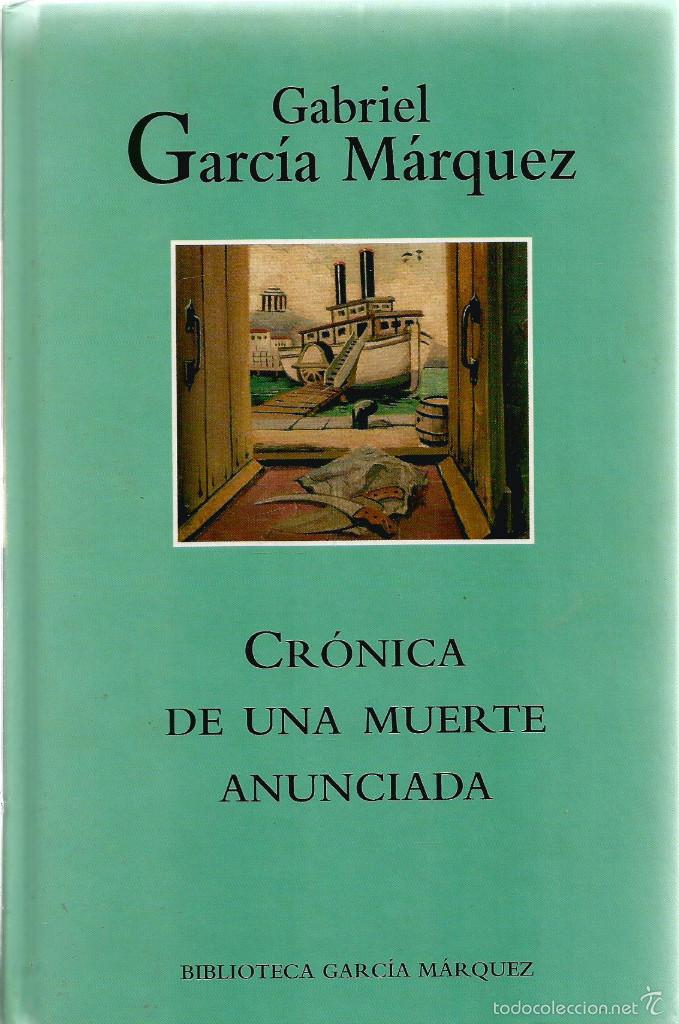 Gabriel
García Márquez
CRÓNICA
DE UNA MUERTE
ANUNCIADA
BIBLIOTECA GARCÍA MÁRQUEZ
todocoleccion.net